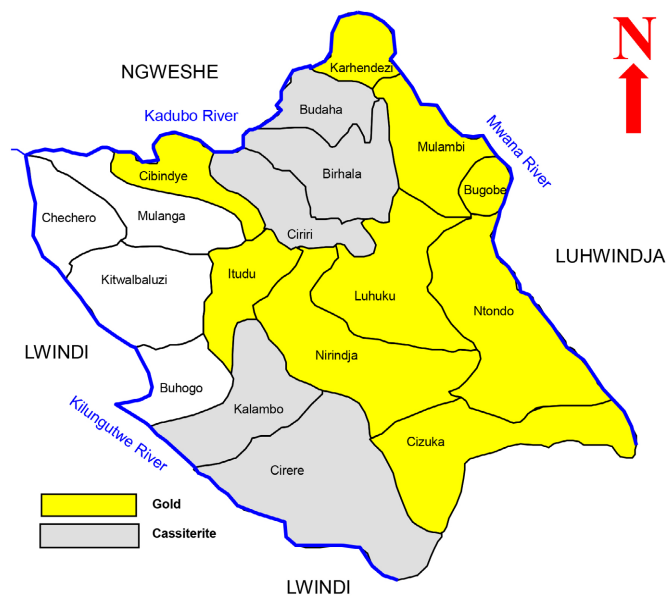 N
Karhendezi
NGWESHE
Budaha
Kadubo River
Mwana River
Mulambi
Birhala
Cibindye
Bugobe
Chechero
Mulanga
Ciriri
LUHWINDJA
Itudu
Kitwalbaluzi
Luhuku
Ntondo
LWINDI
Nirindja
Buhogo
Kalambo
Kilungutwe River
Cizuka
Cirere
Gold
Cassiterite
LWINDI